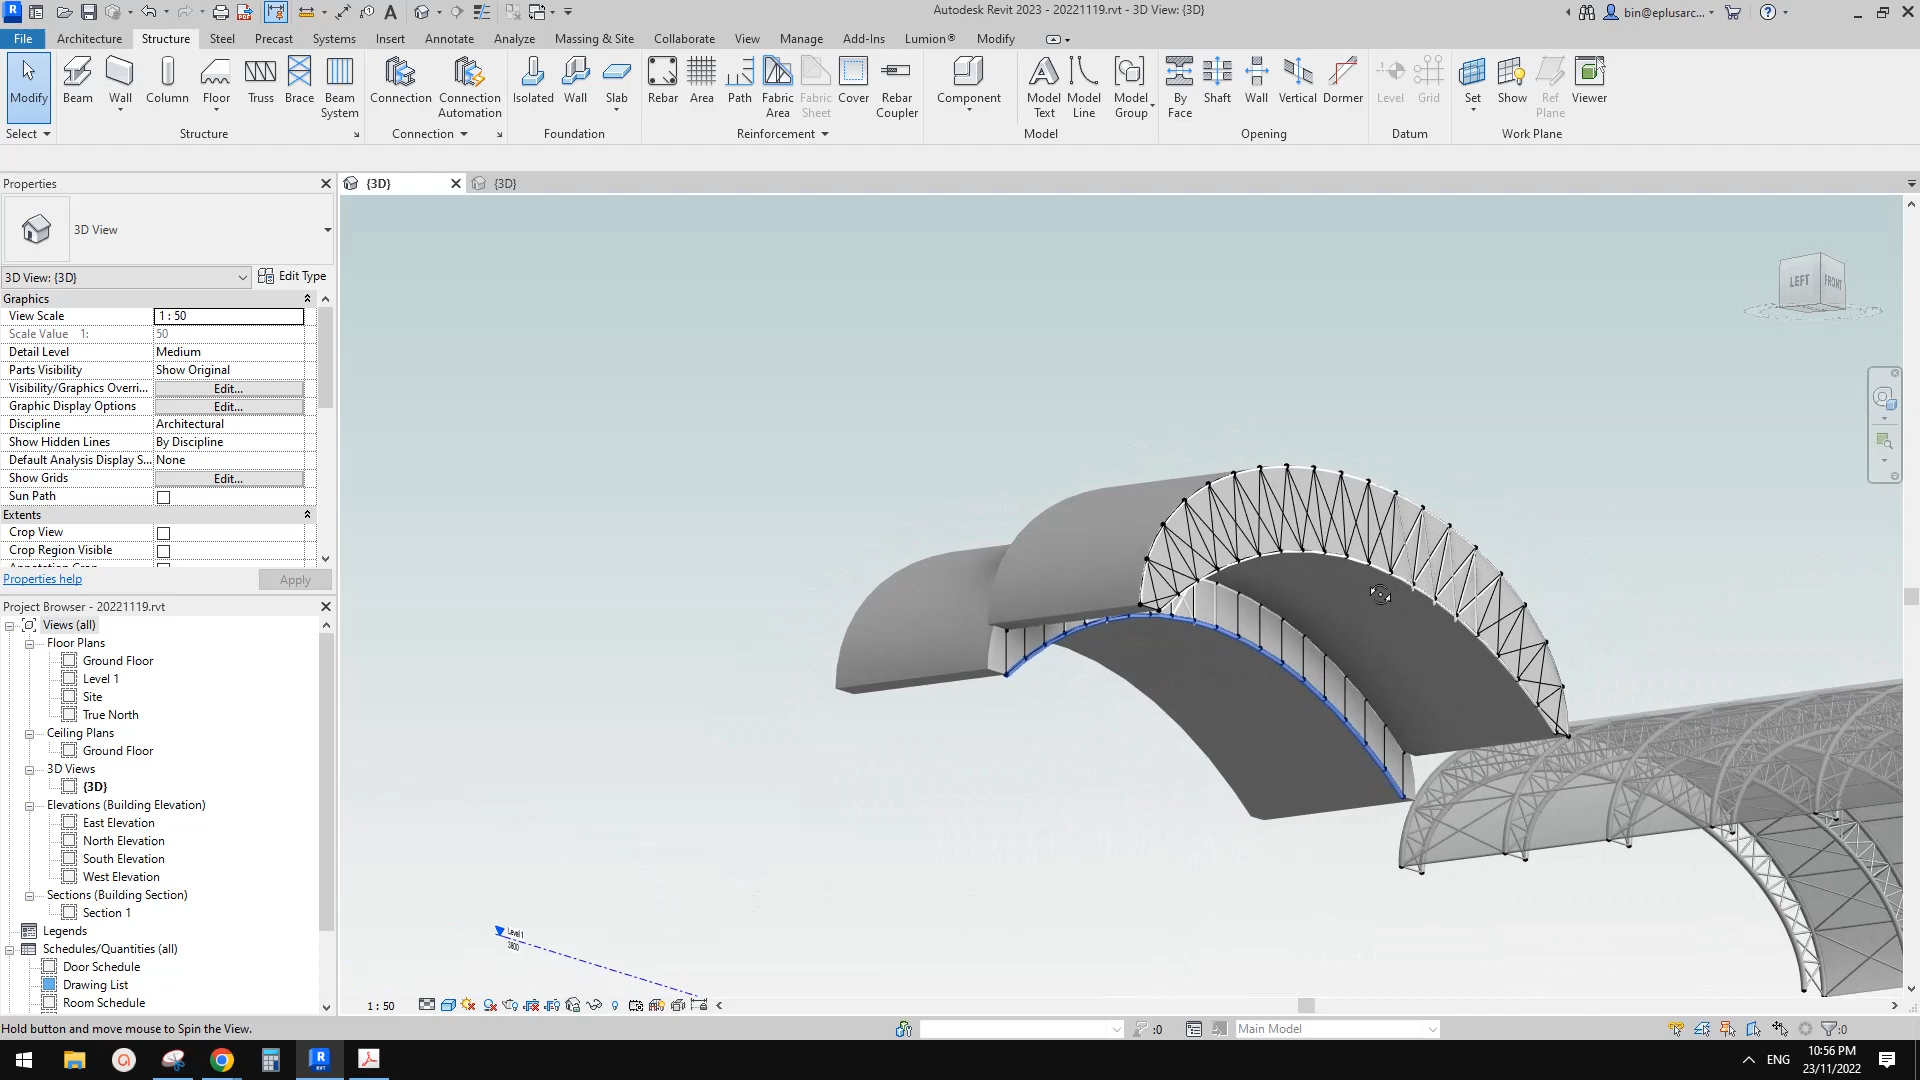 Autodesk Revit 2023 - 20221119.rvt - 3D View: {3D}
bin@eplusarc...
File Architecture Structure Steel Precast Systems Insert Annotate Analyze Massing & Site Collaborate View Manage Add-Ins Lumion® Modify
Modify
Beam
Wall
Column
Floor
Truss
Brace
Beam
System
Connection
Connection
Automation
Isolated
Wall
Slab
Rebar
Area
Path
Fabric
Area
Fabric
Sheet
Cover
Rebar
Coupler
Component
Model
Text
Model
Line
Model
Group
By
Face
Shaft
Wall
Vertical
Dormer
Level
Grid
Set
Show
Ref
Plane
Viewer
Select
Structure
Connection
Foundation
Reinforcement
Model
Opening
Datum
Work Plane
Properties
{3D}
{3D}
3D View
3D View: {3D}
Edit Type
Graphics
View Scale 1 : 50
Scale Value 1: 50
Detail Level Medium
Parts Visibility Show Original
Visibility/Graphics Overri... Edit...
Graphic Display Options Edit...
Discipline Architectural
Show Hidden Lines By Discipline
Default Analysis Display S... None
Show Grids Edit...
Sun Path
Extents
Crop View
Crop Region Visible
Properties help
Apply
Project Browser - 20221119.rvt
Views (all)
Floor Plans
Ground Floor
Level 1
Site
True North
Ceiling Plans
Ground Floor
3D Views
{3D}
Elevations (Building Elevation)
East Elevation
North Elevation
South Elevation
West Elevation
Sections (Building Section)
Section 1
Legends
Schedules/Quantities (all)
Door Schedule
Drawing List
Room Schedule
LEFT
FRONT
Level 1
3800
1 : 50
Hold button and move mouse to Spin the View.
:0
Main Model
:0
ENG
10:56 PM
23/11/2022